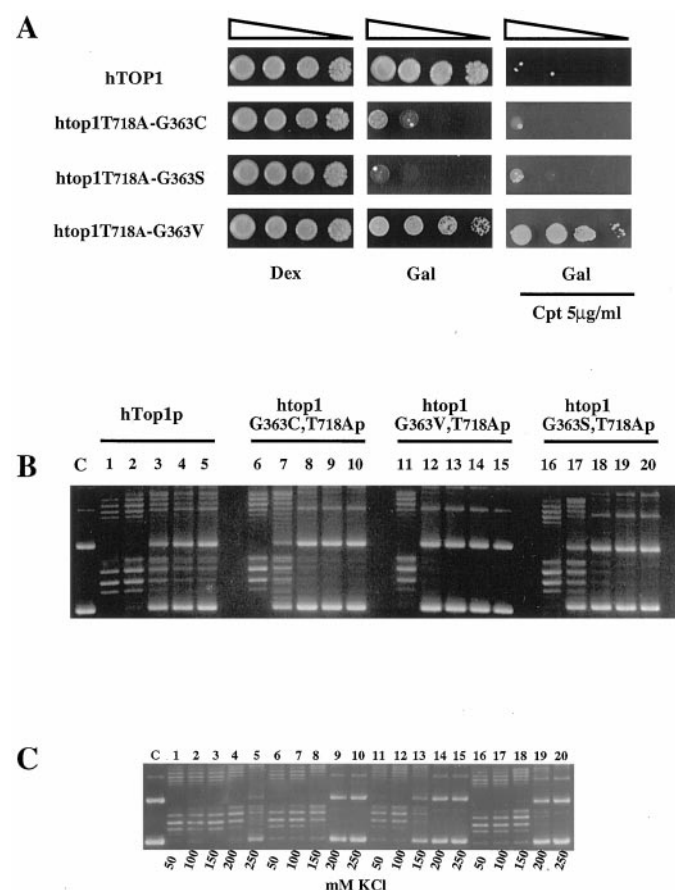 A
hTOP1
htop1T718A-G363C
htop1T718A-G363S
htop1T718A-G363V
Dex Gal Gal
Cpt 5µg/ml
hTop1p htop1 G363C,T718Ap htop1 G363V,T718Ap htop1 G363S,T718Ap
B
C 1 2 3 4 5 6 7 8 9 10 11 12 13 14 15 16 17 18 19 20
C
C 1 2 3 4 5 6 7 8 9 10 11 12 13 14 15 16 17 18 19 20
50 100 150 200 250 50 100 150 200 250 50 100 150 200 250 50 100 150 200 250
mM KCl